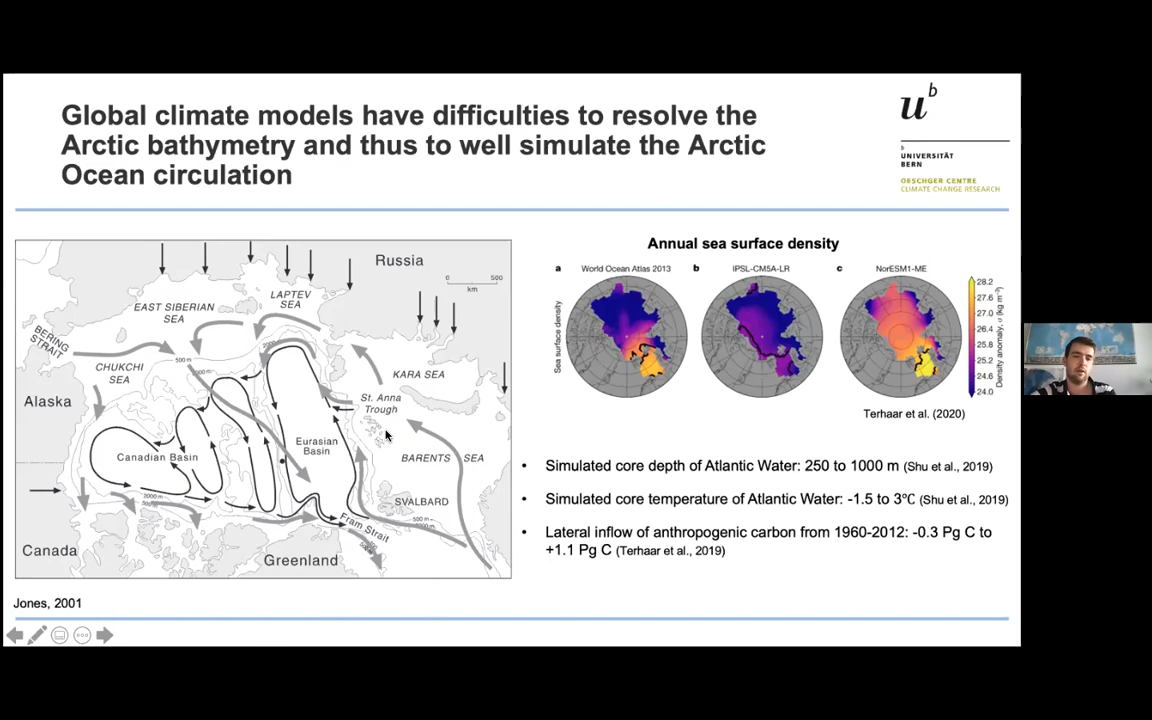 Global climate models have difficulties to resolve the
Arctic bathymetry and thus to well simulate the Arctic
Ocean circulation
u b
b
UNIVERSITÄT
BERN
OESCHGER CENTRE
CLIMATE CHANGE RESEARCH
Russia
0 500
km
LAPTEV
SEA
EAST SIBERIAN
SEA
BERING
STRAIT
CHUKCHI
SEA
500 m
KARA SEA
St. Anna
Trough
Alaska
Eurasian
Basin
Canadian Basin
BARENTS SEA
2000 m
SVALBARD
500 m
Fram Strait
Canada
Greenland
Jones, 2001
Annual sea surface density
a World Ocean Atlas 2013 b IPSL-CM5A-LR c NorESM1-ME
Sea surface density
28.2
27.6
27.0
26.4
25.8
25.2
24.6
24.0
Density anomaly, σ (kg m⁻³)
Terhaar et al. (2020)
• Simulated core depth of Atlantic Water: 250 to 1000 m (Shu et al., 2019)
• Simulated core temperature of Atlantic Water: -1.5 to 3℃ (Shu et al., 2019)
• Lateral inflow of anthropogenic carbon from 1960-2012: -0.3 Pg C to
+1.1 Pg C (Terhaar et al., 2019)